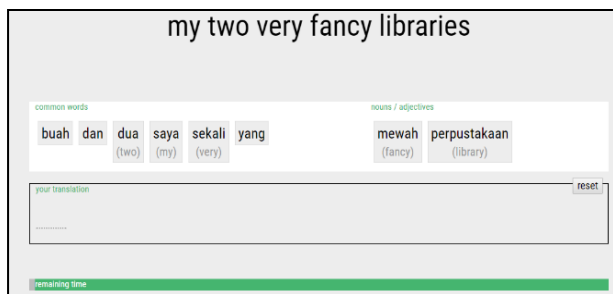 my two very fancy libraries
common words
nouns / adjectives
buah dan dua saya sekali yang
(two) (my) (very)
mewah perpustakaan
(fancy) (library)
reset
your translation
.............
remaining time